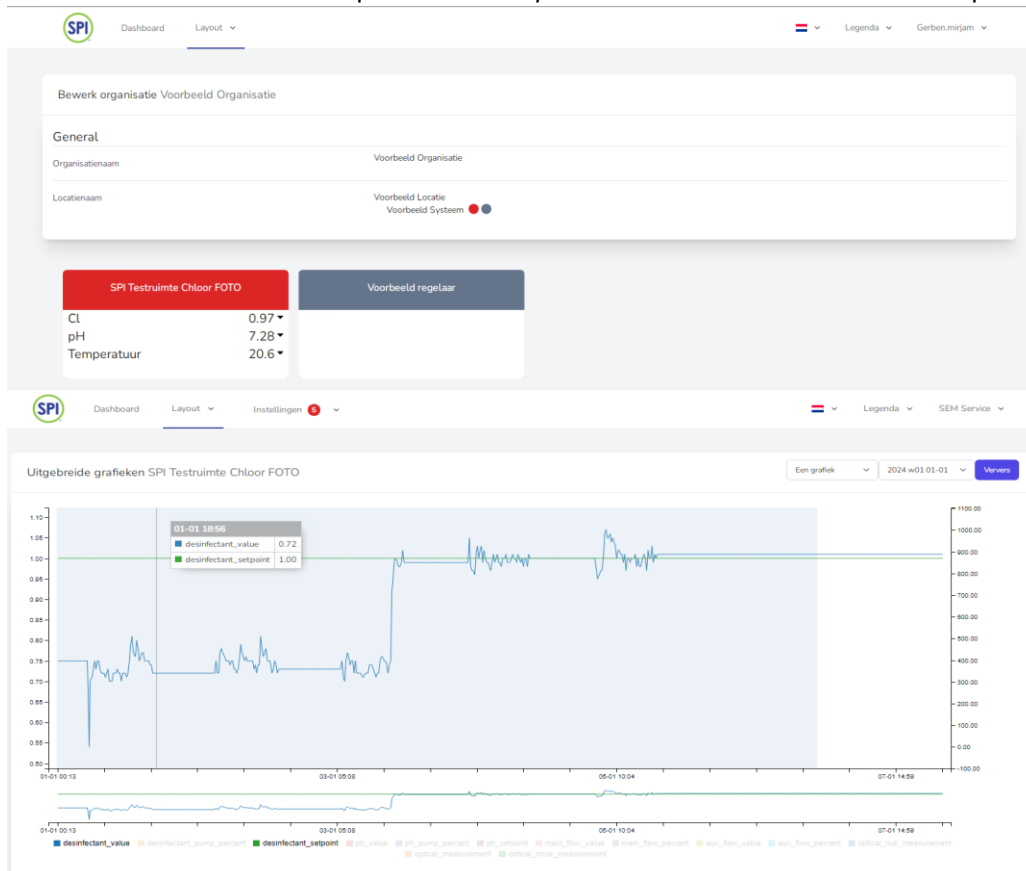 SPI Dashboard Layout Legenda Gerben.mirjam
Bewerk organisatie Voorbeeld Organisatie
General
Organisatienaam Voorbeeld Organisatie
Locatienaam Voorbeeld Locatie
Voorbeeld Systeem
SPI Testruimte Chloor FOTO Voorbeeld regelaar
Cl 0.97
pH 7.28
Temperatuur 20.6
SPI Dashboard Layout Instellingen 5 Legenda SEM Service
Uitgebreide grafieken SPI Testruimte Chloor FOTO Een grafiek 2024 w01 01-01 Ververs
1.10 1100.00
1.05 1000.00
1.00 900.00
0.95 800.00
0.90 700.00
0.85 600.00
0.80 500.00
0.75 400.00
0.70 300.00
0.65 200.00
0.60 100.00
0.55 0.00
0.50 -100.00
01-01 18:56
desinfectant_value 0.72
desinfectant_setpoint 1.00
01-01 00:13 03-01 05:08 05-01 10:04 07-01 14:59
01-01 00:13 03-01 05:08 05-01 10:04 07-01 14:59
desinfectant_value desinfectant_pump_percent desinfectant_setpoint ph_value ph_pump_percent ph_setpoint main_flow_value main_flow_percent aux_flow_value aux_flow_percent optical_null_measurement
optical_measurement optical_mree_measurement